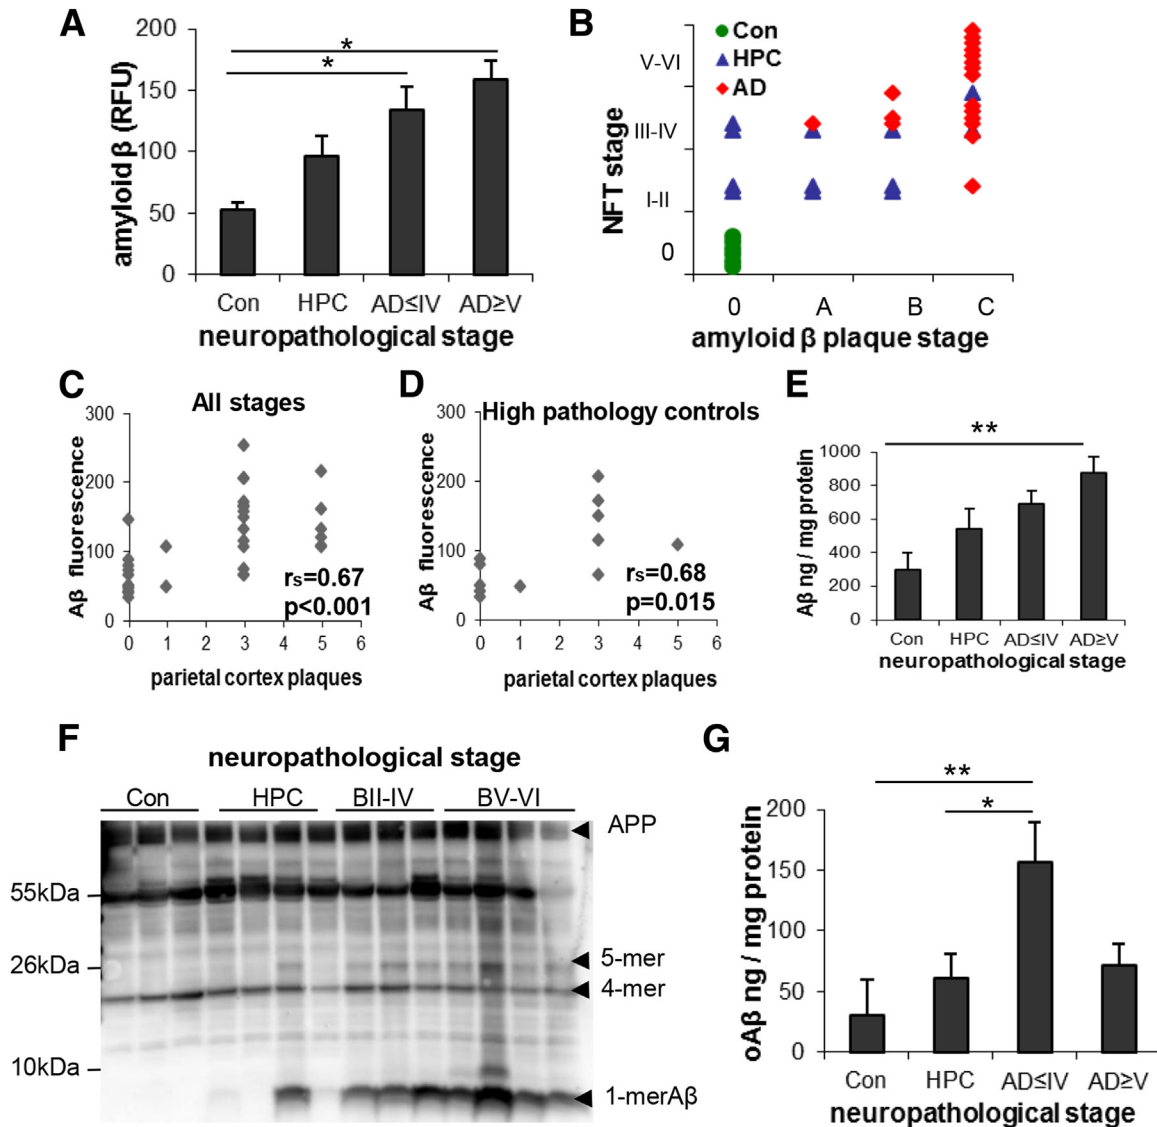 A
200
150
100
50
0
amyloid β (RFU)
*
*
Con HPC AD≤IV AD≥V
neuropathological stage
B
Con
HPC
AD
V-VI
III-IV
I-II
0
NFT stage
0 A B C
amyloid β plaque stage
C
All stages
300
200
100
0
Aβ fluorescence
rs=0.67
p<0.001
0 1 2 3 4 5 6
parietal cortex plaques
D
High pathology controls
300
200
100
0
Aβ fluorescence
rs=0.68
p=0.015
0 1 2 3 4 5 6
parietal cortex plaques
E
**
1000
800
600
400
200
0
Aβ ng / mg protein
Con HPC AD≤IV AD≥V
neuropathological stage
F
neuropathological stage
Con HPC BII-IV BV-VI
APP
55kDa
5-mer
26kDa
4-mer
10kDa
1-merAβ
G
**
*
200
150
100
50
0
oAβ ng / mg protein
Con HPC AD≤IV AD≥V
neuropathological stage